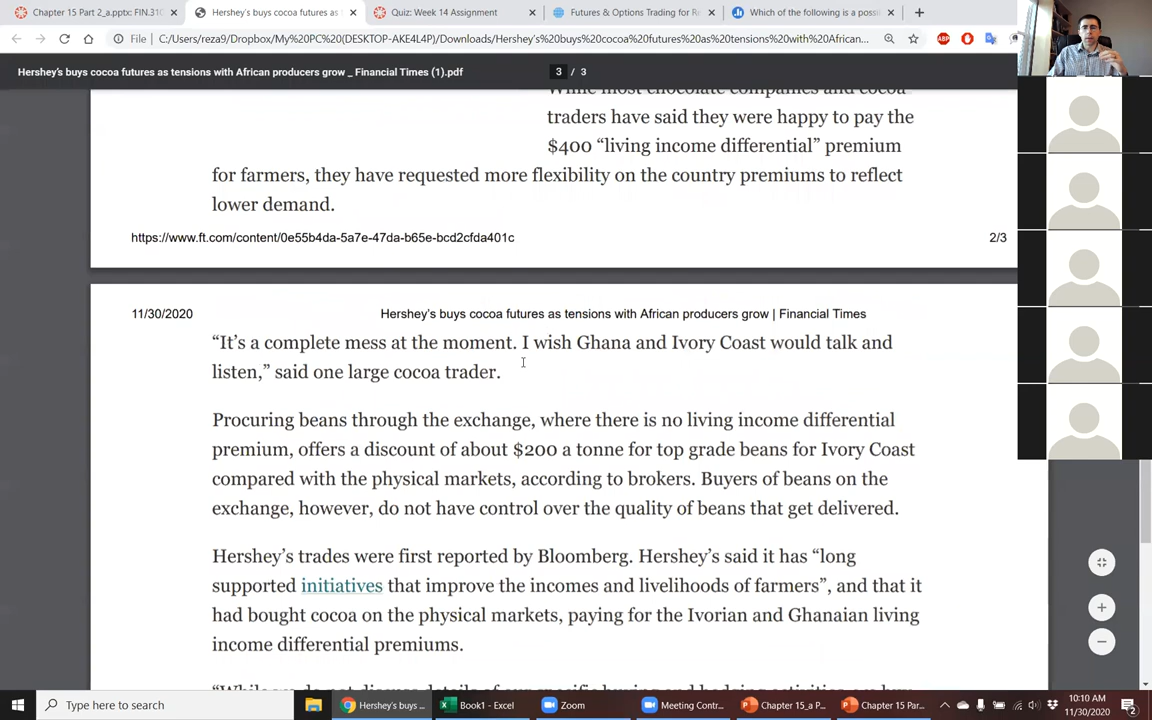 Chapter 15 Part 2_a.pptx: FIN.310
Hershey's buys cocoa futures as
Quiz: Week 14 Assignment
Futures & Options Trading for Ri
Which of the following is a possi
File
C:/Users/reza9/Dropbox/My%20PC%20(DESKTOP-AKE4L4P)/Downloads/Hershey's%20buys%20cocoa%20futures%20as%20tensions%20with%20African...
ABP
Hershey's buys cocoa futures as tensions with African producers grow _ Financial Times (1).pdf
3 / 3
While most chocolate companies and cocoa
traders have said they were happy to pay the
$400 “living income differential” premium
for farmers, they have requested more flexibility on the country premiums to reflect
lower demand.
https://www.ft.com/content/0e55b4da-5a7e-47da-b65e-bcd2cfda401c
2/3
11/30/2020
Hershey's buys cocoa futures as tensions with African producers grow | Financial Times
“It’s a complete mess at the moment. I wish Ghana and Ivory Coast would talk and
listen,” said one large cocoa trader.
Procuring beans through the exchange, where there is no living income differential
premium, offers a discount of about $200 a tonne for top grade beans for Ivory Coast
compared with the physical markets, according to brokers. Buyers of beans on the
exchange, however, do not have control over the quality of beans that get delivered.
Hershey’s trades were first reported by Bloomberg. Hershey’s said it has “long
supported initiatives that improve the incomes and livelihoods of farmers”, and that it
had bought cocoa on the physical markets, paying for the Ivorian and Ghanaian living
income differential premiums.
Type here to search
Hershey's buys ...
Book1 - Excel
Zoom
Meeting Contr...
Chapter 15_a P...
Chapter 15 Par...
10:10 AM
11/30/2020
2